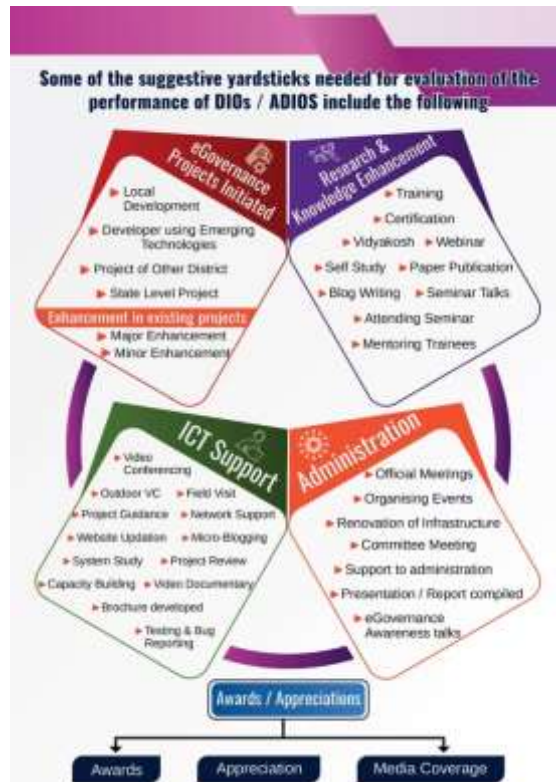 Some of the suggestive yardsticks needed for evaluation of the
performance of DIOs / ADIOS include the following
eGovernance
Projects Initiated
Local
Development
Developer using Emerging
Technologies
Project of Other District
State Level Project
Enhancement in existing projects
Major Enhancement
Minor Enhancement
Research &
Knowledge Enhancement
Training
Certification
Vidyakosh Webinar
Self Study Paper Publication
Blog Writing Seminar Talks
Attending Seminar
Mentoring Trainees
ICT Support
Video
Conferencing
Outdoor VC Field Visit
Project Guidance Network Support
Website Updation Micro-Blogging
System Study Project Review
Capacity Building Video Documentary
Brochure developed
Testing & Bug
Reporting
Administration
Official Meetings
Organising Events
Renovation of Infrastructure
Committee Meeting
Support to administration
Presentation / Report compiled
eGovernance
Awareness talks
Awards / Appreciations
Awards Appreciation Media Coverage